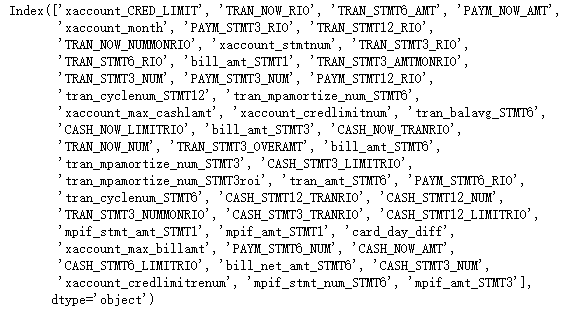 Index(['xaccount_CRED_LIMIT', 'TRAN_NOW_RIO', 'TRAN_STMT6_AMT', 'PAYM_NOW_AMT',
'xaccount_month', 'PAYM_STMT3_RIO', 'TRAN_STMT12_RIO',
'TRAN_NOW_NUMMONRIO', 'xaccount_stmtnum', 'TRAN_STMT3_RIO',
'TRAN_STMT6_RIO', 'bill_amt_STMT1', 'TRAN_STMT3_AMTMONRIO',
'TRAN_STMT3_NUM', 'PAYM_STMT3_NUM', 'PAYM_STMT12_RIO',
'tran_cyclenum_STMT12', 'tran_mpamortize_num_STMT6',
'xaccount_max_cashlamt', 'xaccount_credlimitnum', 'tran_balavg_STMT6',
'CASH_NOW_LIMITRIO', 'bill_amt_STMT3', 'CASH_NOW_TRANRIO',
'TRAN_NOW_NUM', 'TRAN_STMT3_OVERAMT', 'bill_amt_STMT6',
'tran_mpamortize_num_STMT3', 'CASH_STMT3_LIMITRIO',
'tran_mpamortize_num_STMT3roi', 'tran_amt_STMT6', 'PAYM_STMT6_RIO',
'tran_cyclenum_STMT6', 'CASH_STMT12_TRANRIO', 'CASH_STMT12_NUM',
'TRAN_STMT3_NUMMONRIO', 'CASH_STMT3_TRANRIO', 'CASH_STMT12_LIMITRIO',
'mpif_stmt_amt_STMT1', 'mpif_amt_STMT1', 'card_day_diff',
'xaccount_max_billamt', 'PAYM_STMT6_NUM', 'CASH_NOW_AMT',
'CASH_STMT6_LIMITRIO', 'bill_net_amt_STMT6', 'CASH_STMT3_NUM',
'xaccount_credlimitrenum', 'mpif_stmt_num_STMT6', 'mpif_amt_STMT3'],
dtype='object')